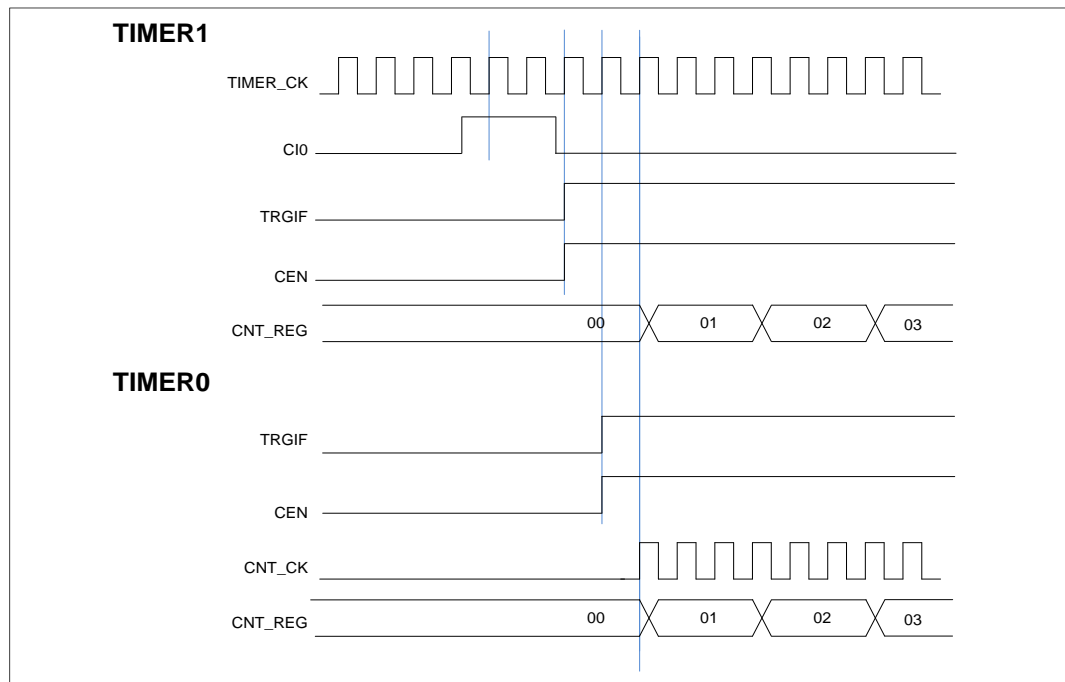 TIMER1
TIMER_CK
CI0
TRGIF
CEN
CNT_REG 00 01 02 03
TIMER0
TRGIF
CEN
CNT_CK
CNT_REG 00 01 02 03